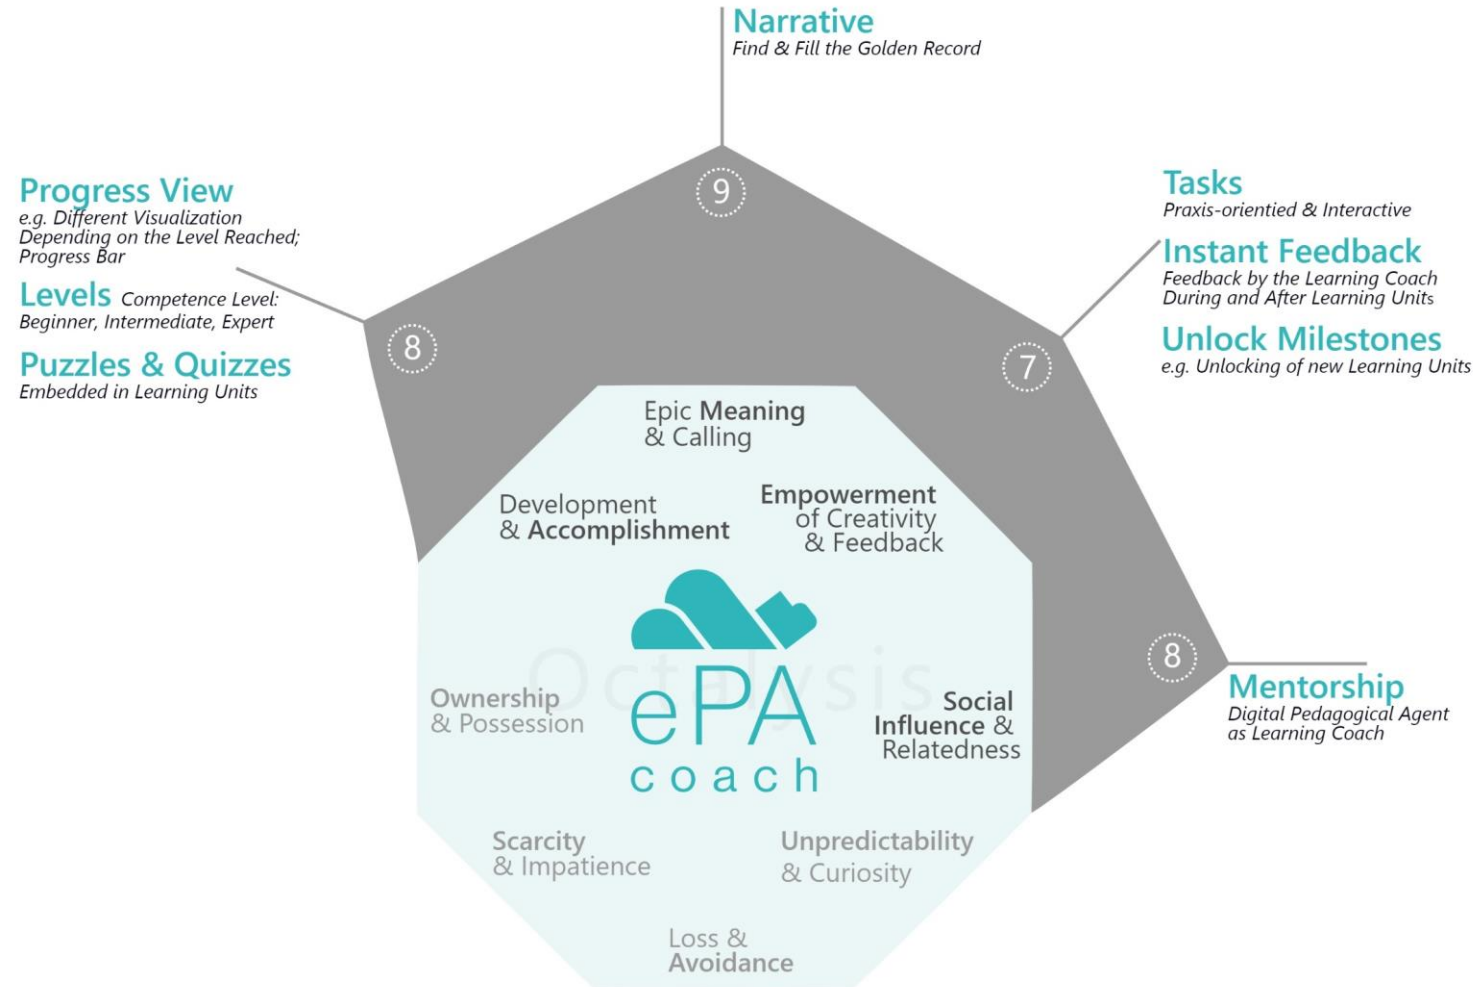 Narrative
Find & Fill the Golden Record
9
Progress View
e.g. Different Visualization
Depending on the Level Reached;
Progress Bar
Levels Competence Level:
Beginner, Intermediate, Expert
Puzzles & Quizzes
Embedded in Learning Units
8
Tasks
Praxis-orientied & Interactive
Instant Feedback
Feedback by the Learning Coach
During and After Learning Units
Unlock Milestones
e.g. Unlocking of new Learning Units
7
Epic Meaning
& Calling
Development
& Accomplishment
Empowerment
of Creativity
& Feedback
Octalysis
ePA
coach
Ownership
& Possession
Social
Influence &
Relatedness
8
Mentorship
Digital Pedagogical Agent
as Learning Coach
Scarcity
& Impatience
Unpredictability
& Curiosity
Loss &
Avoidance